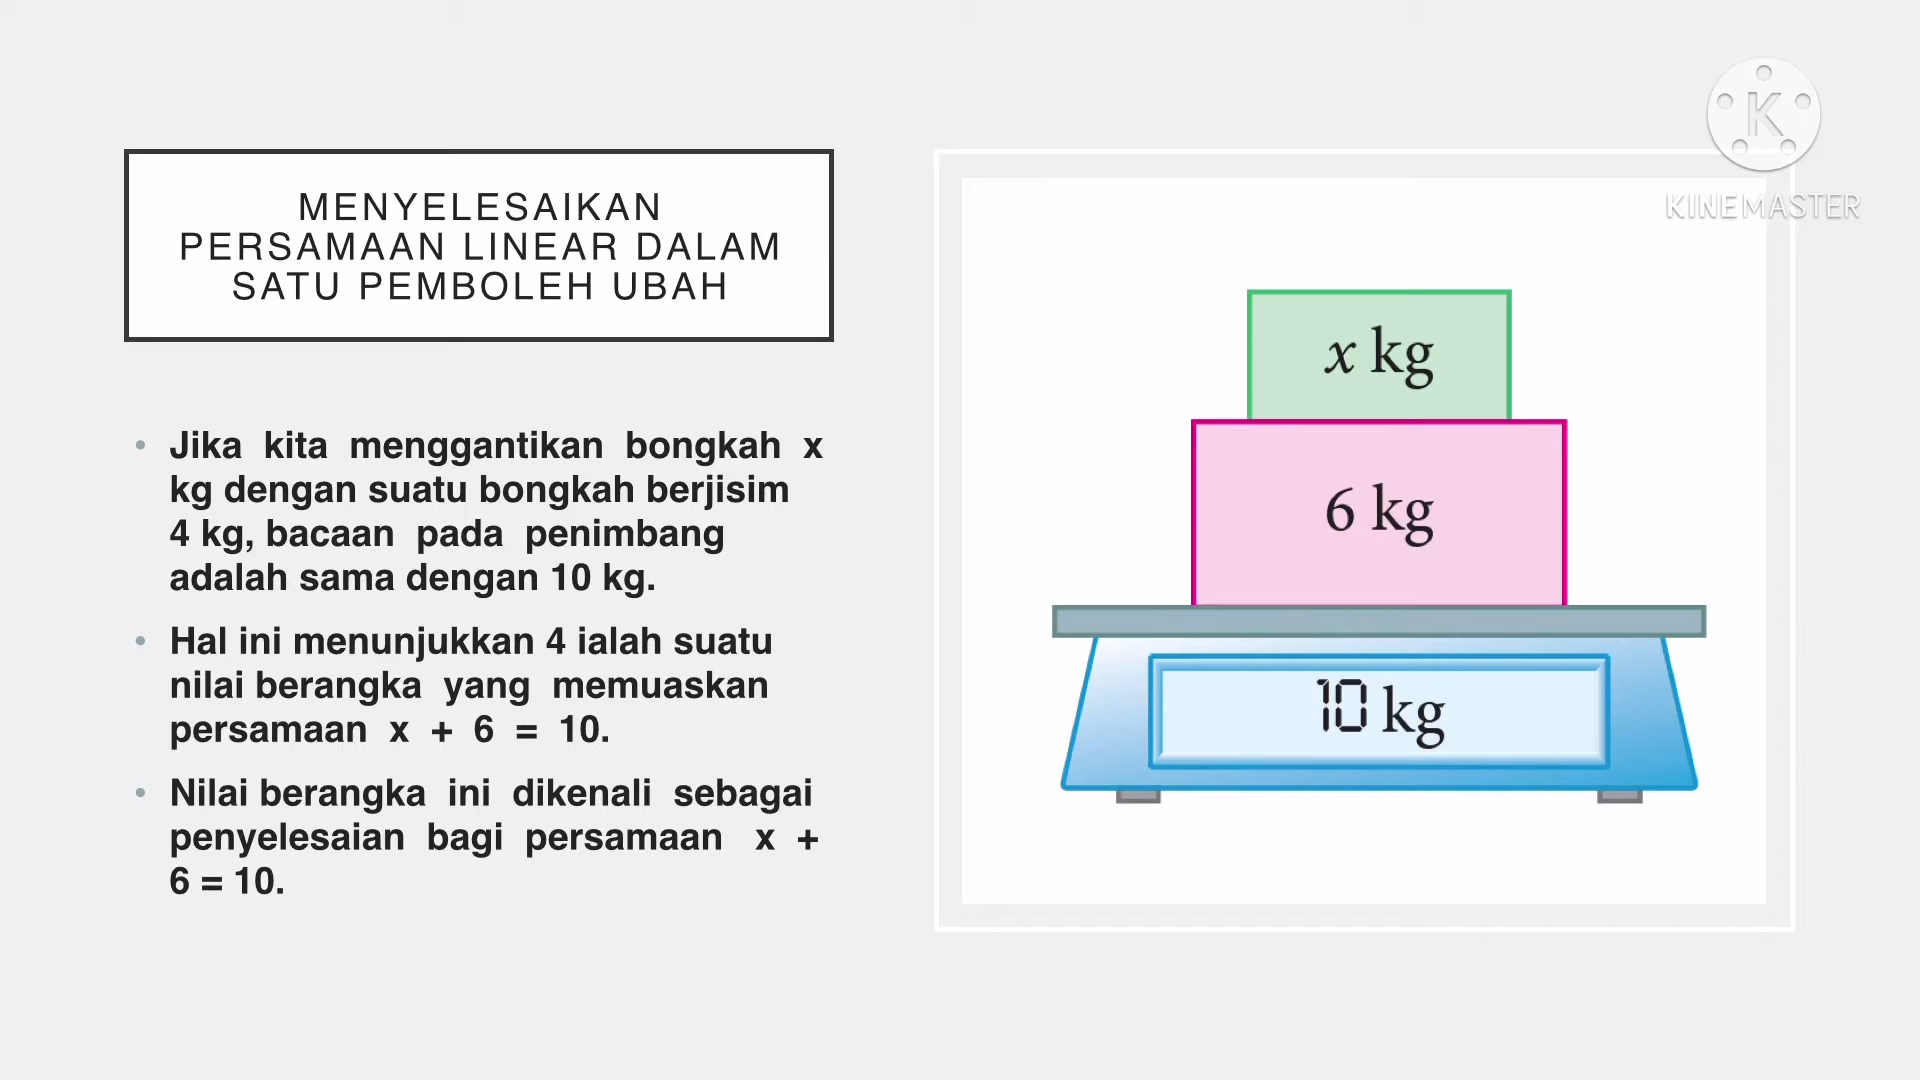 MENYELESAIKAN
PERSAMAAN LINEAR DALAM
SATU PEMBOLEH UBAH
• Jika kita menggantikan bongkah x
kg dengan suatu bongkah berjisim
4 kg, bacaan pada penimbang
adalah sama dengan 10 kg.
• Hal ini menunjukkan 4 ialah suatu
nilai berangka yang memuaskan
persamaan x + 6 = 10.
• Nilai berangka ini dikenali sebagai
penyelesaian bagi persamaan x +
6 = 10.
K
KINEMASTER
x kg
6 kg
10 kg